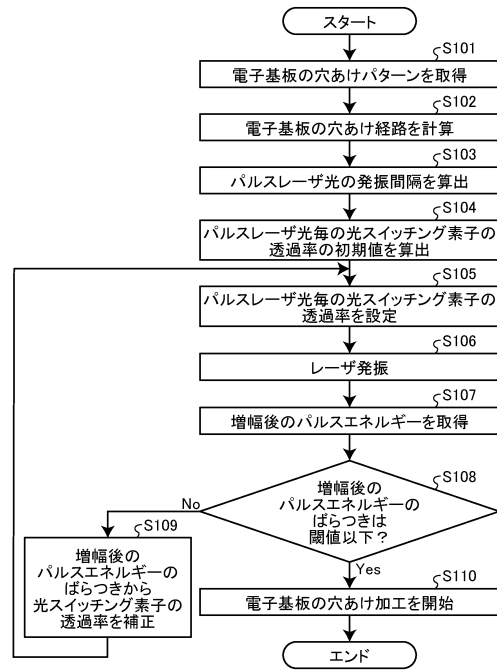 スタート
S101
電子基板の穴あけパターンを取得
S102
電子基板の穴あけ経路を計算
S103
パルスレーザ光の発振間隔を算出
S104
パルスレーザ光毎の光スイッチング素子の
透過率の初期値を算出
S105
パルスレーザ光毎の光スイッチング素子の
透過率を設定
S106
レーザ発振
S107
増幅後のパルスエネルギーを取得
S108
増幅後の
パルスエネルギーの
ばらつきは
閾値以下？
No
S109
増幅後の
パルスエネルギーの
ばらつきから
光スイッチング素子の
透過率を補正
Yes
S110
電子基板の穴あけ加工を開始
エンド